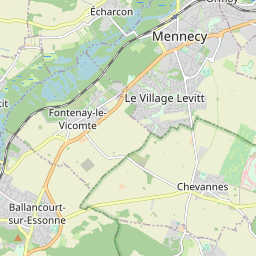 Écharcon
Mennecy
Le Village Levitt
Fontenay-le-
Vicomte
Chevannes
Ballancourt-
sur-Essonne